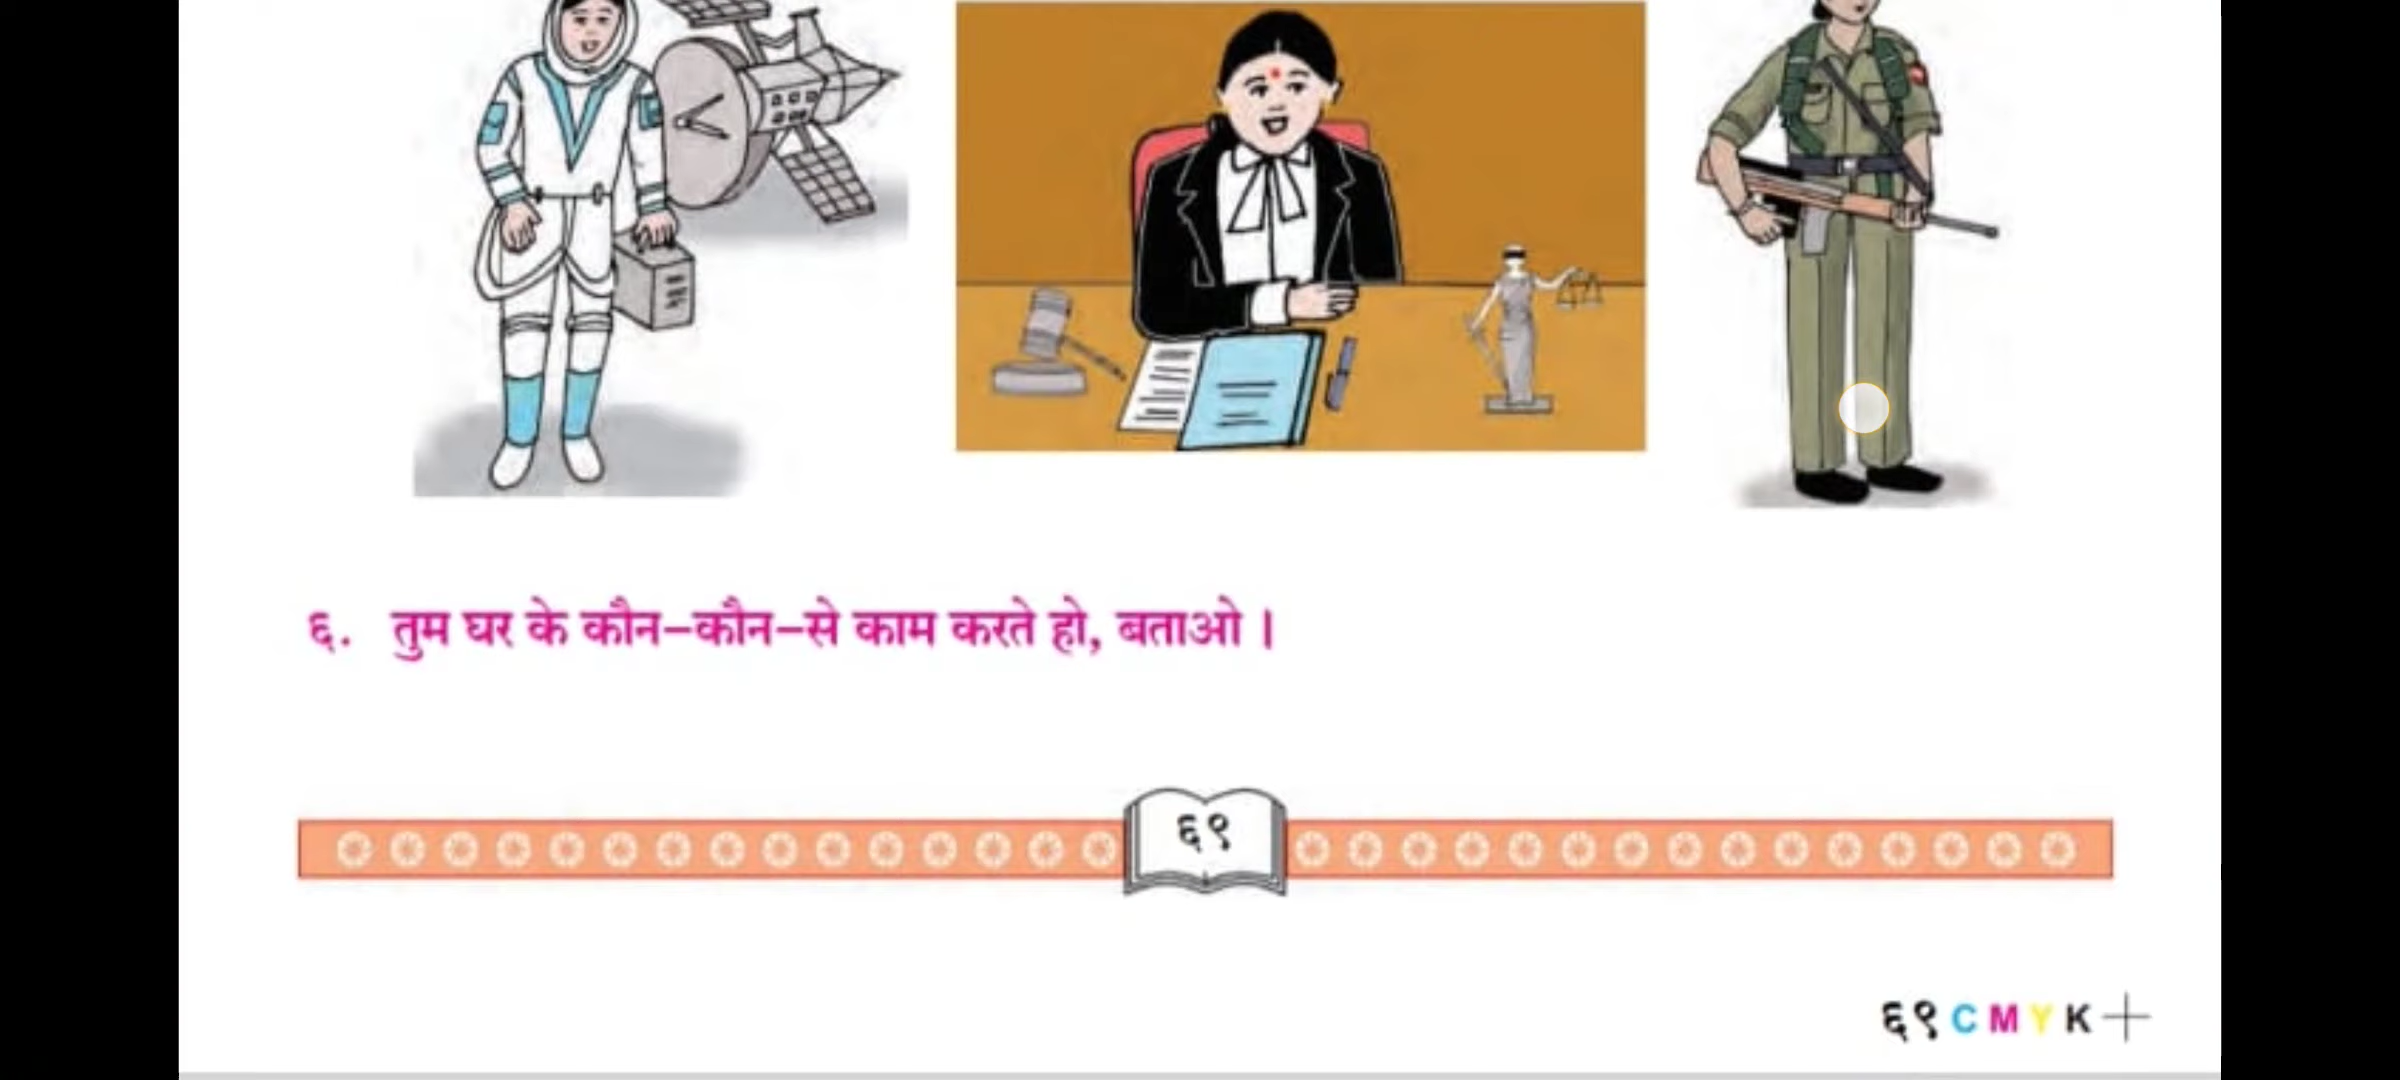 ६. तुम घर के कौन-कौन-से काम करते हो, बताओ ।
६९
६९ C M Y K